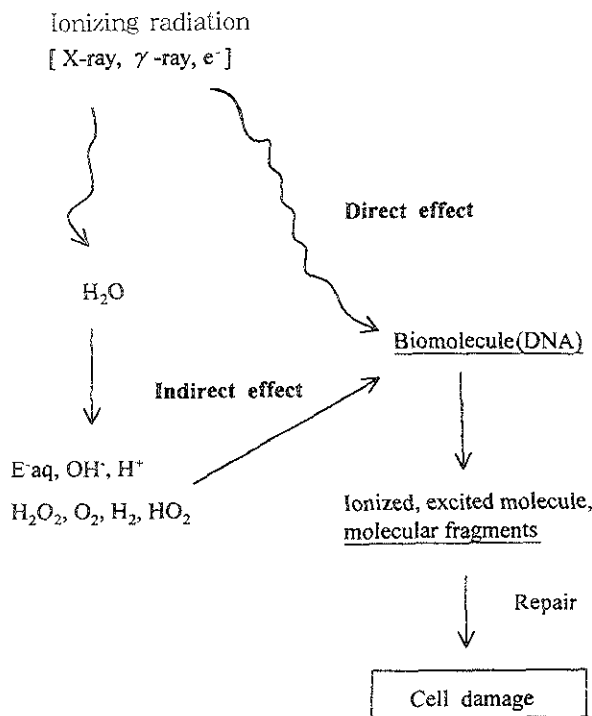 Ionizing radiation
[ X-ray, γ-ray, e⁻]
Direct effect
H₂O
Biomolecule(DNA)
Indirect effect
E⁻aq, OH·, H⁺
H₂O₂, O₂, H₂, HO₂
Ionized, excited molecule,
molecular fragments
Repair
Cell damage